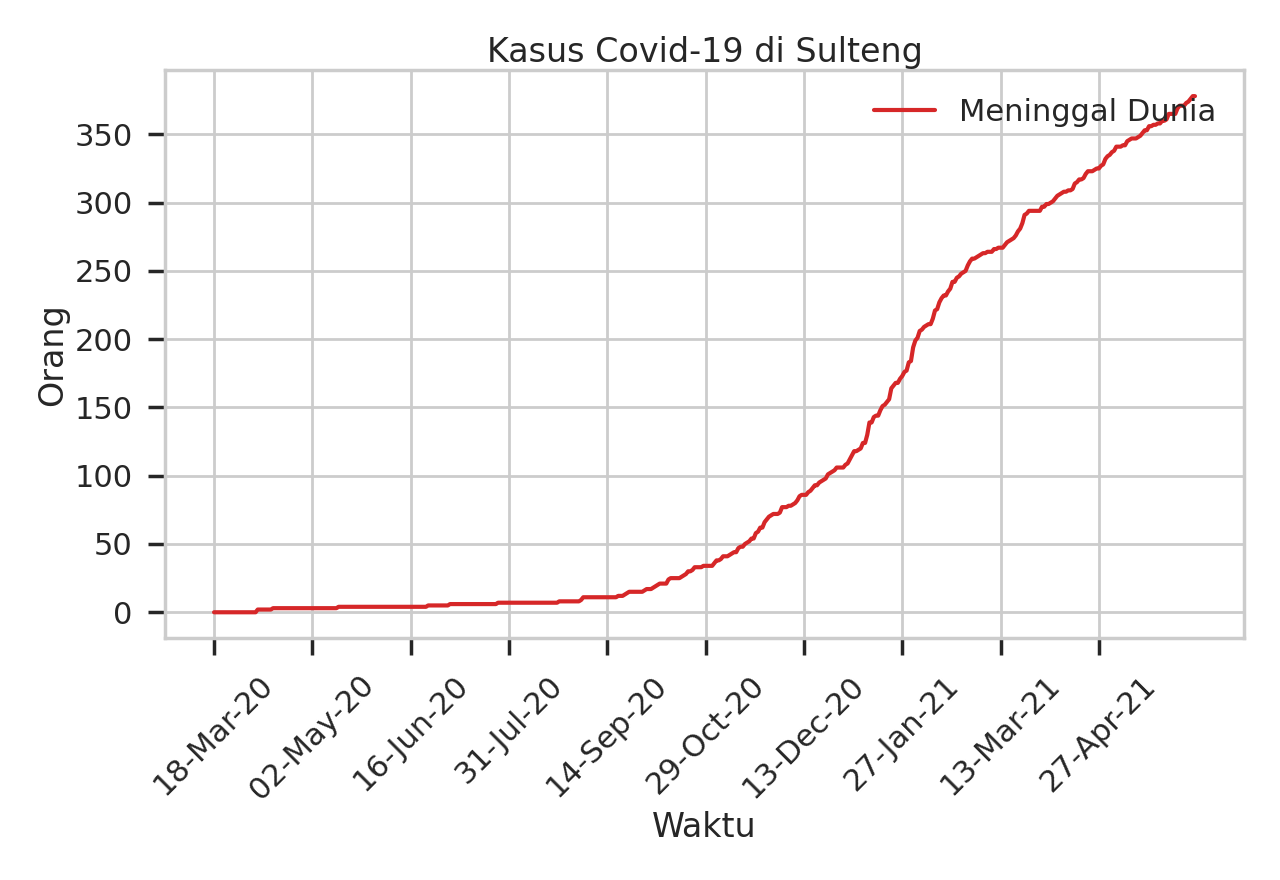 Kasus Covid-19 di Sulteng
Meninggal Dunia
350
300
250
200
150
100
50
0
Orang
18-Mar-20
02-May-20
16-Jun-20
31-Jul-20
14-Sep-20
29-Oct-20
13-Dec-20
27-Jan-21
13-Mar-21
27-Apr-21
Waktu